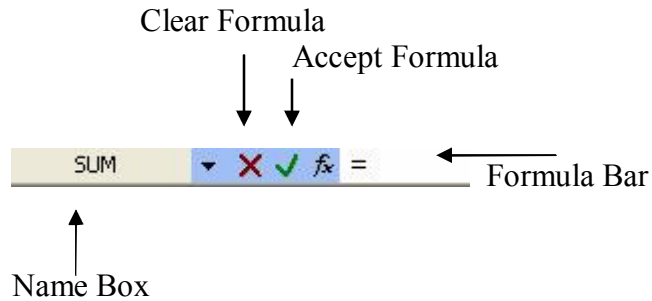 Clear Formula
Accept Formula
SUM fx =
Formula Bar
Name Box